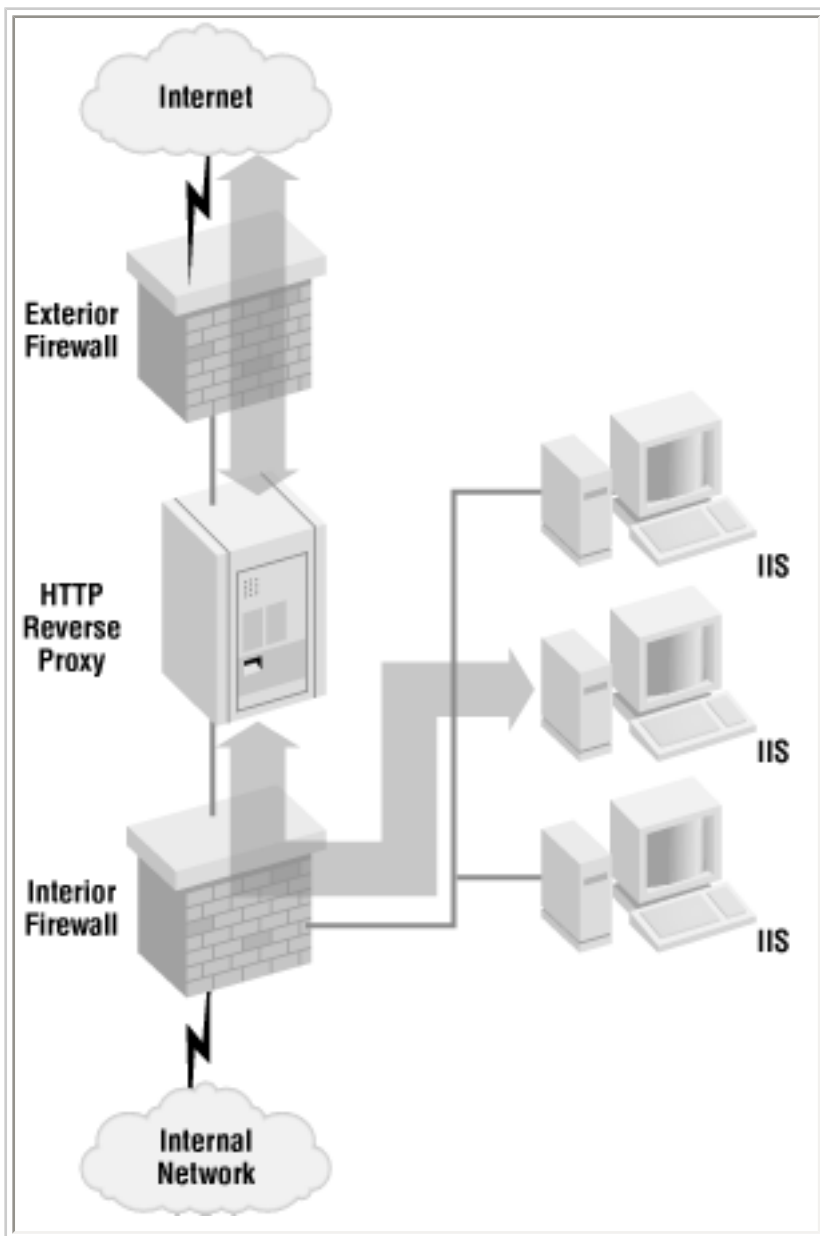 Internet
Exterior
Firewall
IIS
HTTP
Reverse
Proxy
IIS
Interior
Firewall
IIS
Internal
Network